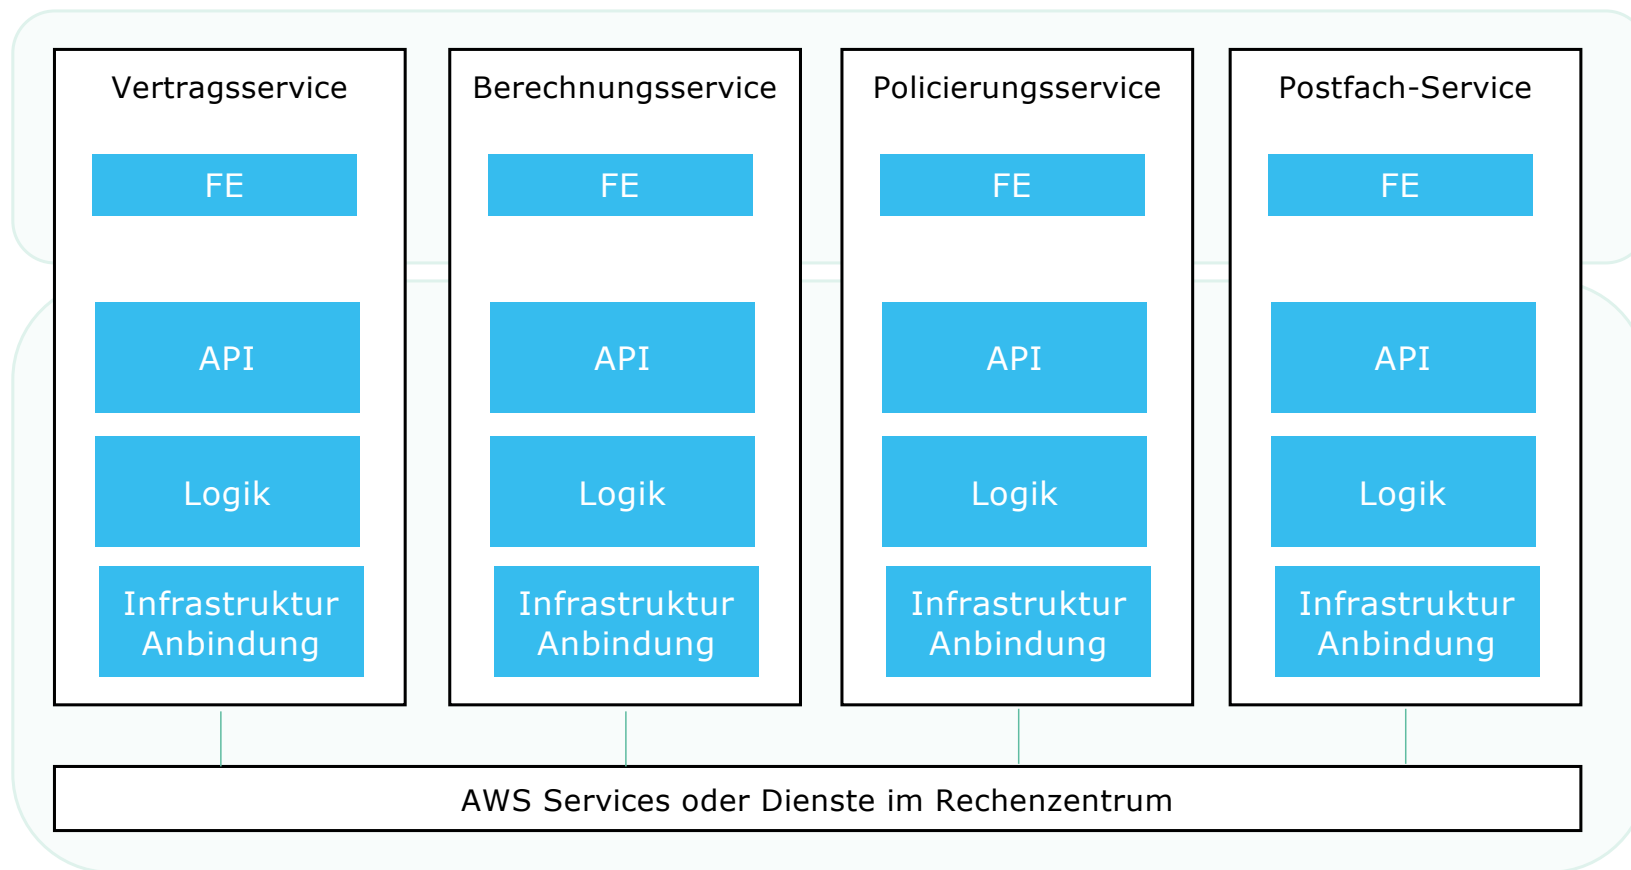 Vertragsservice
FE
API
Logik
Infrastruktur
Anbindung
Berechnungsservice
FE
API
Logik
Infrastruktur
Anbindung
Policierungsservice
FE
API
Logik
Infrastruktur
Anbindung
Postfach-Service
FE
API
Logik
Infrastruktur
Anbindung
AWS Services oder Dienste im Rechenzentrum